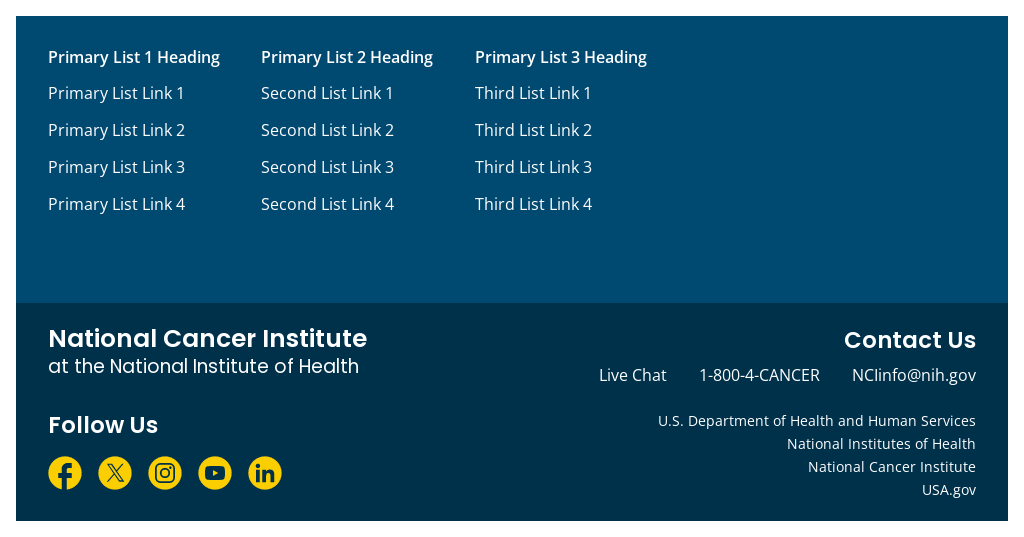 Primary List 1 Heading
Primary List Link 1
Primary List Link 2
Primary List Link 3
Primary List Link 4
Primary List 2 Heading
Second List Link 1
Second List Link 2
Second List Link 3
Second List Link 4
Primary List 3 Heading
Third List Link 1
Third List Link 2
Third List Link 3
Third List Link 4
National Cancer Institute
at the National Institute of Health
Follow Us
Contact Us
Live Chat
1-800-4-CANCER
NCIinfo@nih.gov
U.S. Department of Health and Human Services
National Institutes of Health
National Cancer Institute
USA.gov